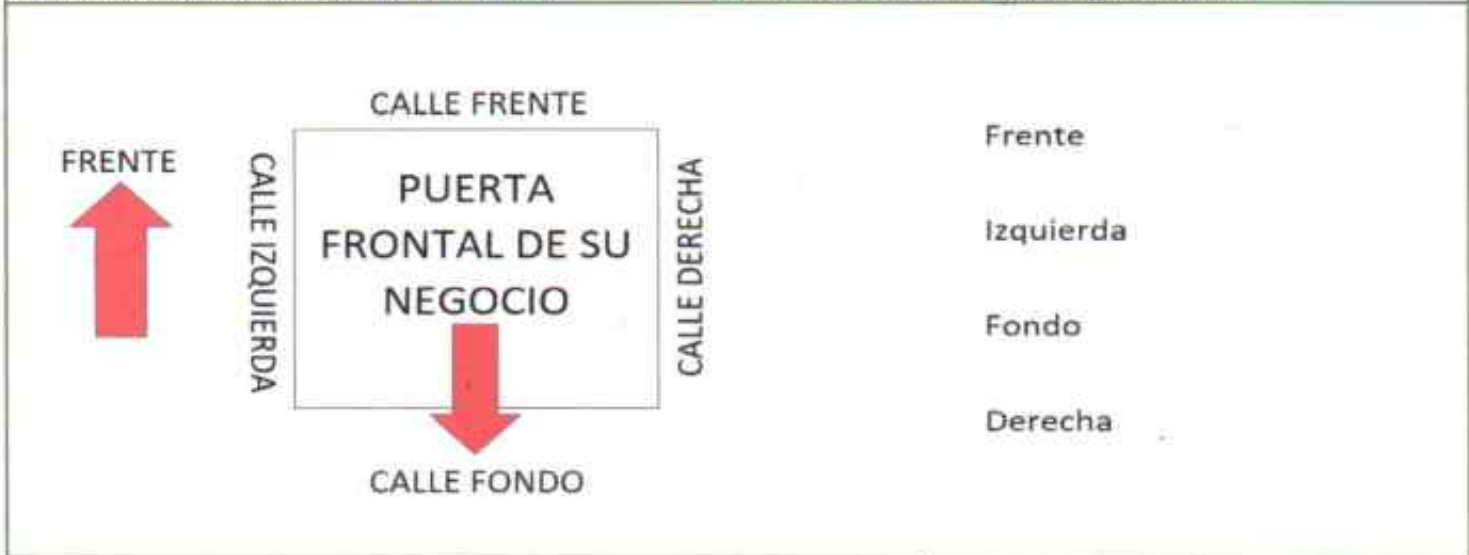 CALLE FRENTE
FRENTE
CALLE IZQUIERDA
PUERTA
FRONTAL DE SU
NEGOCIO
CALLE DERECHA
CALLE FONDO
Frente
Izquierda
Fondo
Derecha